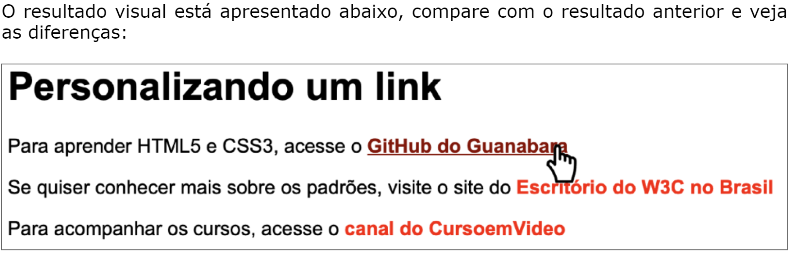 O resultado visual está apresentado abaixo, compare com o resultado anterior e veja
as diferenças:
Personalizando um link
Para aprender HTML5 e CSS3, acesse o GitHub do Guanabara
Se quiser conhecer mais sobre os padrões, visite o site do Escritório do W3C no Brasil
Para acompanhar os cursos, acesse o canal do CursoemVideo